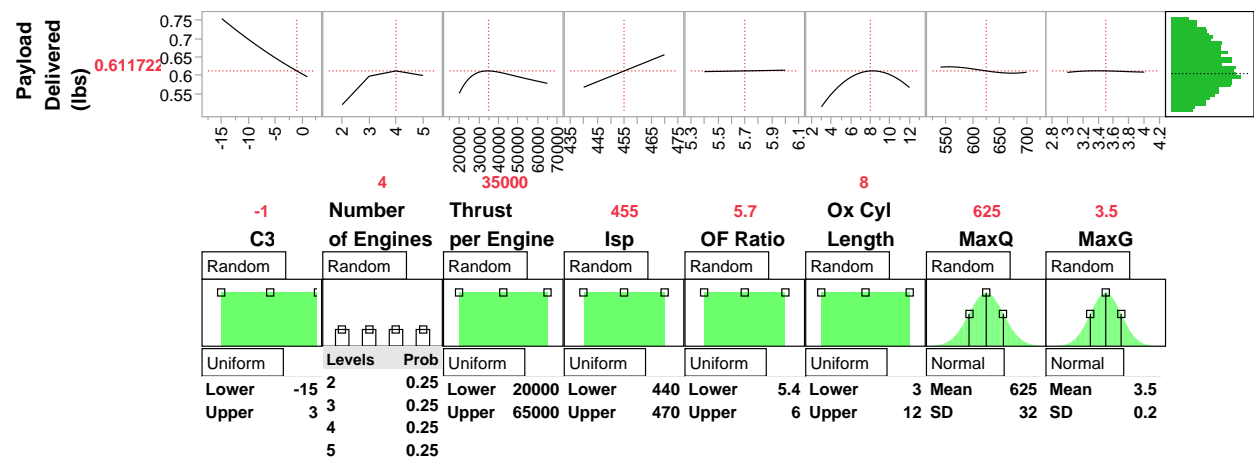 Payload
Delivered
(lbs)
0.611722
0.75
0.7
0.65
0.6
0.55
-15 -10 -5 0
2 3 4 5
20000 30000 40000 50000 60000 70000
435 445 455 465 475
5.3 5.5 5.7 5.9 6.1
2 4 6 8 10 12
550 600 650 700
2.8 3 3.2 3.4 3.6 3.8 4 4.2
4 35000 8
-1 Number Thrust 455 5.7 Ox Cyl 625 3.5
C3 of Engines per Engine Isp OF Ratio Length MaxQ MaxG
Random Random Random Random Random Random Random Random
Uniform Levels Prob Uniform Uniform Uniform Uniform Normal Normal
Lower -15 2 0.25 Lower 20000 Lower 440 Lower 5.4 Lower 3 Mean 625 Mean 3.5
Upper 3 3 0.25 Upper 65000 Upper 470 Upper 6 Upper 12 SD 32 SD 0.2
4 0.25
5 0.25